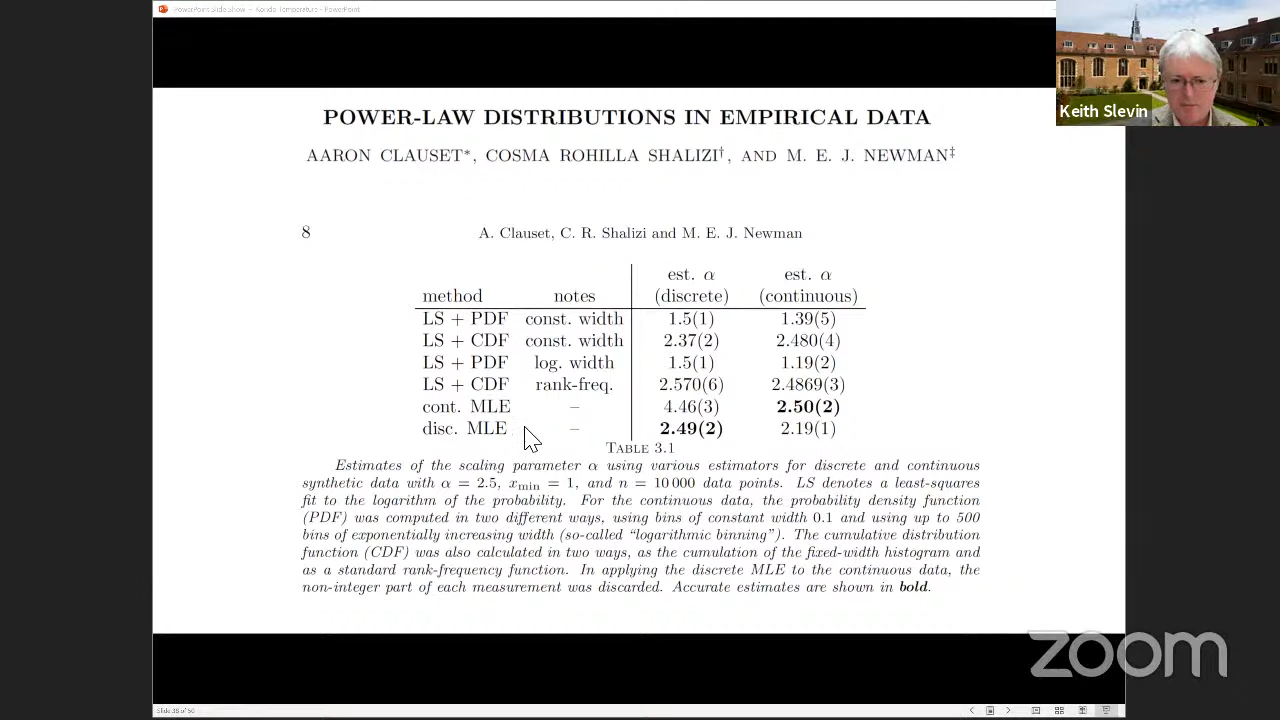 PowerPoint Slide Show - Kondo Temperature - PowerPoint
Keith Slevin
POWER-LAW DISTRIBUTIONS IN EMPIRICAL DATA
AARON CLAUSET*, COSMA ROHILLA SHALIZI†, AND M. E. J. NEWMAN‡
8 A. Clauset, C. R. Shalizi and M. E. J. Newman
est. α est. α
method notes (discrete) (continuous)
LS + PDF const. width 1.5(1) 1.39(5)
LS + CDF const. width 2.37(2) 2.480(4)
LS + PDF log. width 1.5(1) 1.19(2)
LS + CDF rank-freq. 2.570(6) 2.4869(3)
cont. MLE – 4.46(3) 2.50(2)
disc. MLE – 2.49(2) 2.19(1)
TABLE 3.1
Estimates of the scaling parameter α using various estimators for discrete and continuous
synthetic data with α = 2.5, xmin = 1, and n = 10 000 data points. LS denotes a least-squares
fit to the logarithm of the probability. For the continuous data, the probability density function
(PDF) was computed in two different ways, using bins of constant width 0.1 and using up to 500
bins of exponentially increasing width (so-called “logarithmic binning”). The cumulative distribution
function (CDF) was also calculated in two ways, as the cumulation of the fixed-width histogram and
as a standard rank-frequency function. In applying the discrete MLE to the continuous data, the
non-integer part of each measurement was discarded. Accurate estimates are shown in bold.
zoom
Slide 38 of 50